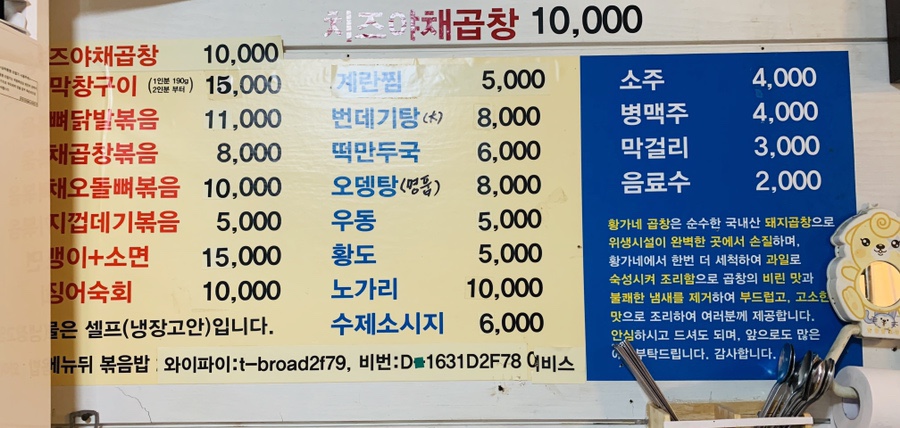 치즈야채곱창 10,000
즈야채곱창 10,000
막창구이 (1인분 190g 2인분 부터) 15,000
뼈닭발볶음 11,000
채곱창볶음 8,000
채오돌뼈볶음 10,000
지껍데기볶음 5,000
뱅이+소면 15,000
징어숙회 10,000
물은 셀프(냉장고안)입니다.
메뉴뒤 볶음밥
계란찜 5,000
번데기탕(大) 8,000
떡만두국 6,000
오뎅탕(명품) 8,000
우동 5,000
황도 5,000
노가리 10,000
수제소시지 6,000
와이파이:t-broad2f79, 비번: 비스
소주 4,000
병맥주 4,000
막걸리 3,000
음료수 2,000
황가네 곱창은 순수한 국내산 돼지곱창으로
위생시설이 완벽한 곳에서 손질하며,
황가네에서 한번 더 세척하여 과일로
숙성시켜 조리함으로 곱창의 비린 맛과
불쾌한 냄새를 제거하여 부드럽고, 고소한
맛으로 조리하여 여러분께 제공합니다.
안심하시고 드셔도 되며, 앞으로도 많은
부탁드립니다. 감사합니다.